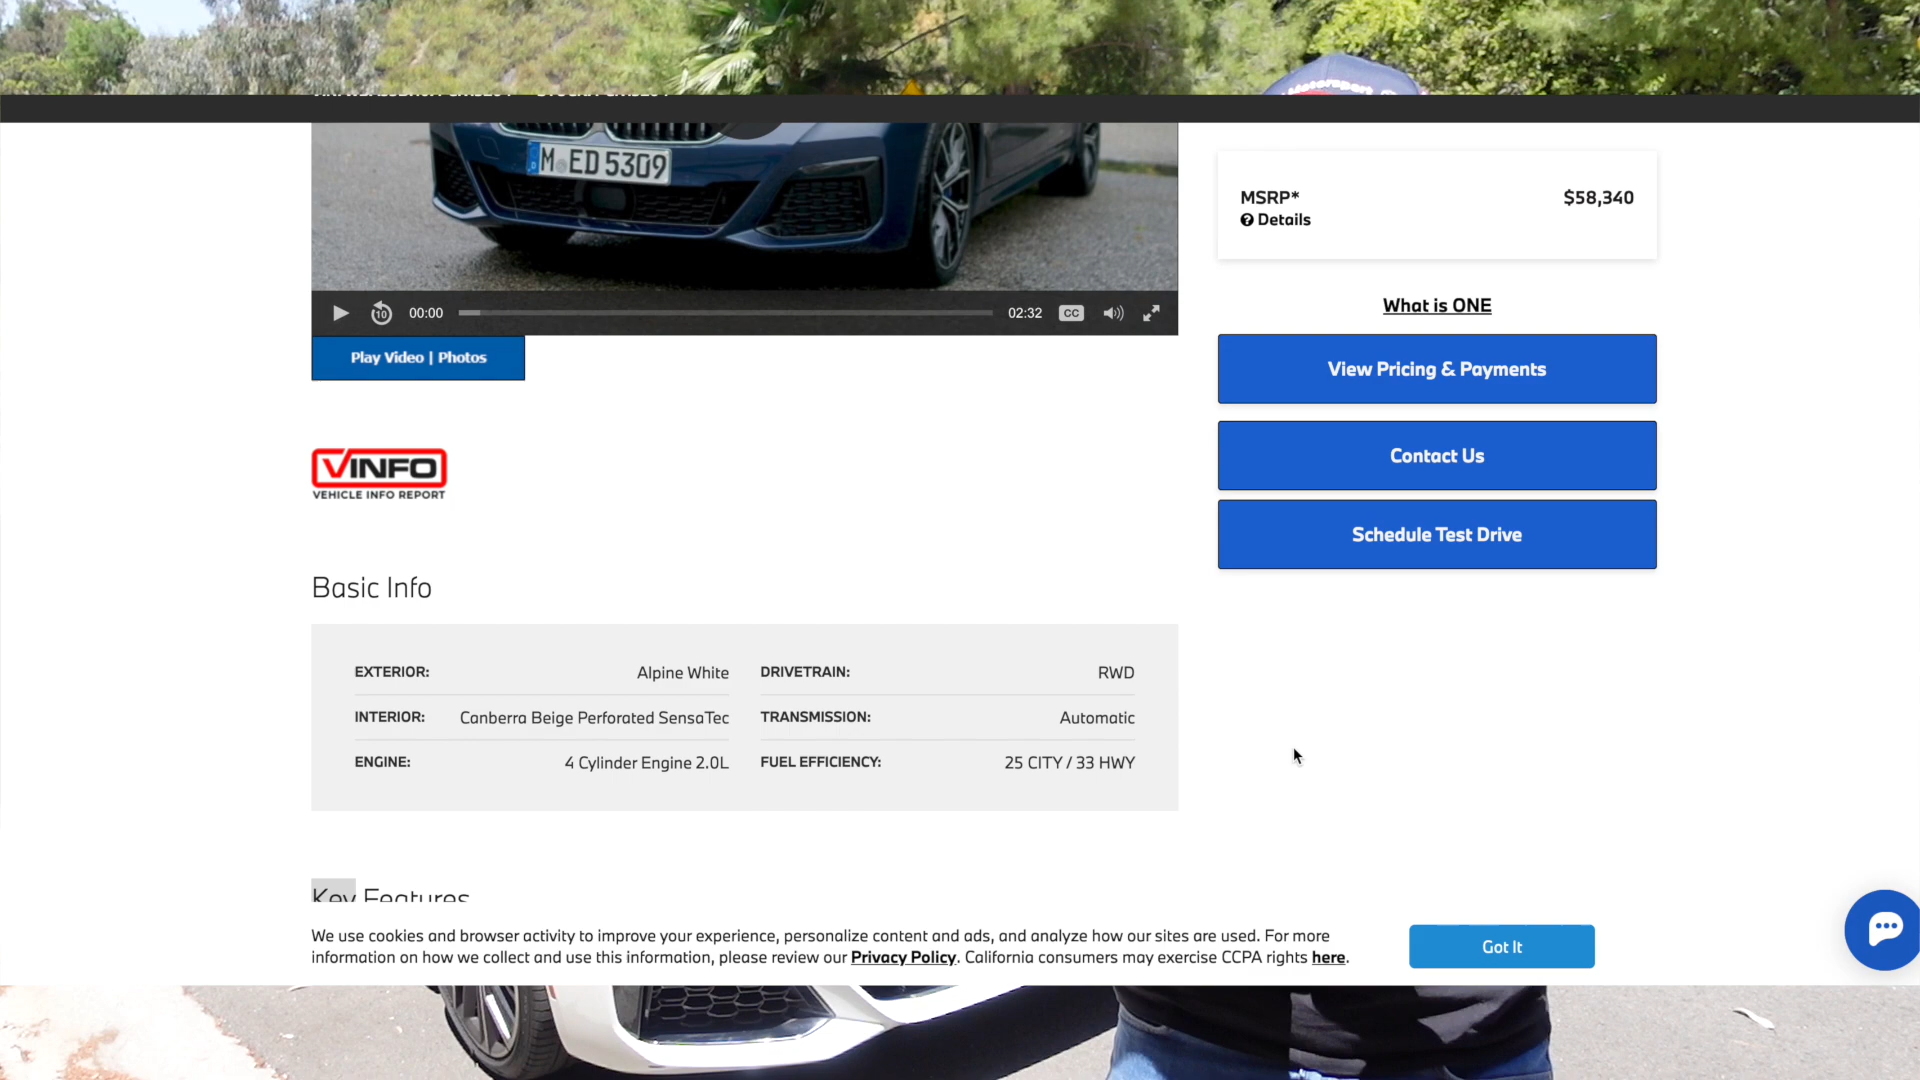 Motorsport
M ED 5309
MSRP* $58,340
Details
00:00 02:32 CC
10
What is ONE
Play Video | Photos
View Pricing & Payments
Contact Us
VINFO
VEHICLE INFO REPORT
Schedule Test Drive
Basic Info
EXTERIOR: Alpine White DRIVETRAIN: RWD
INTERIOR: Canberra Beige Perforated SensaTec TRANSMISSION: Automatic
ENGINE: 4 Cylinder Engine 2.0L FUEL EFFICIENCY: 25 CITY / 33 HWY
Key Features
We use cookies and browser activity to improve your experience, personalize content and ads, and analyze how our sites are used. For more
information on how we collect and use this information, please review our Privacy Policy. California consumers may exercise CCPA rights here.
Got It